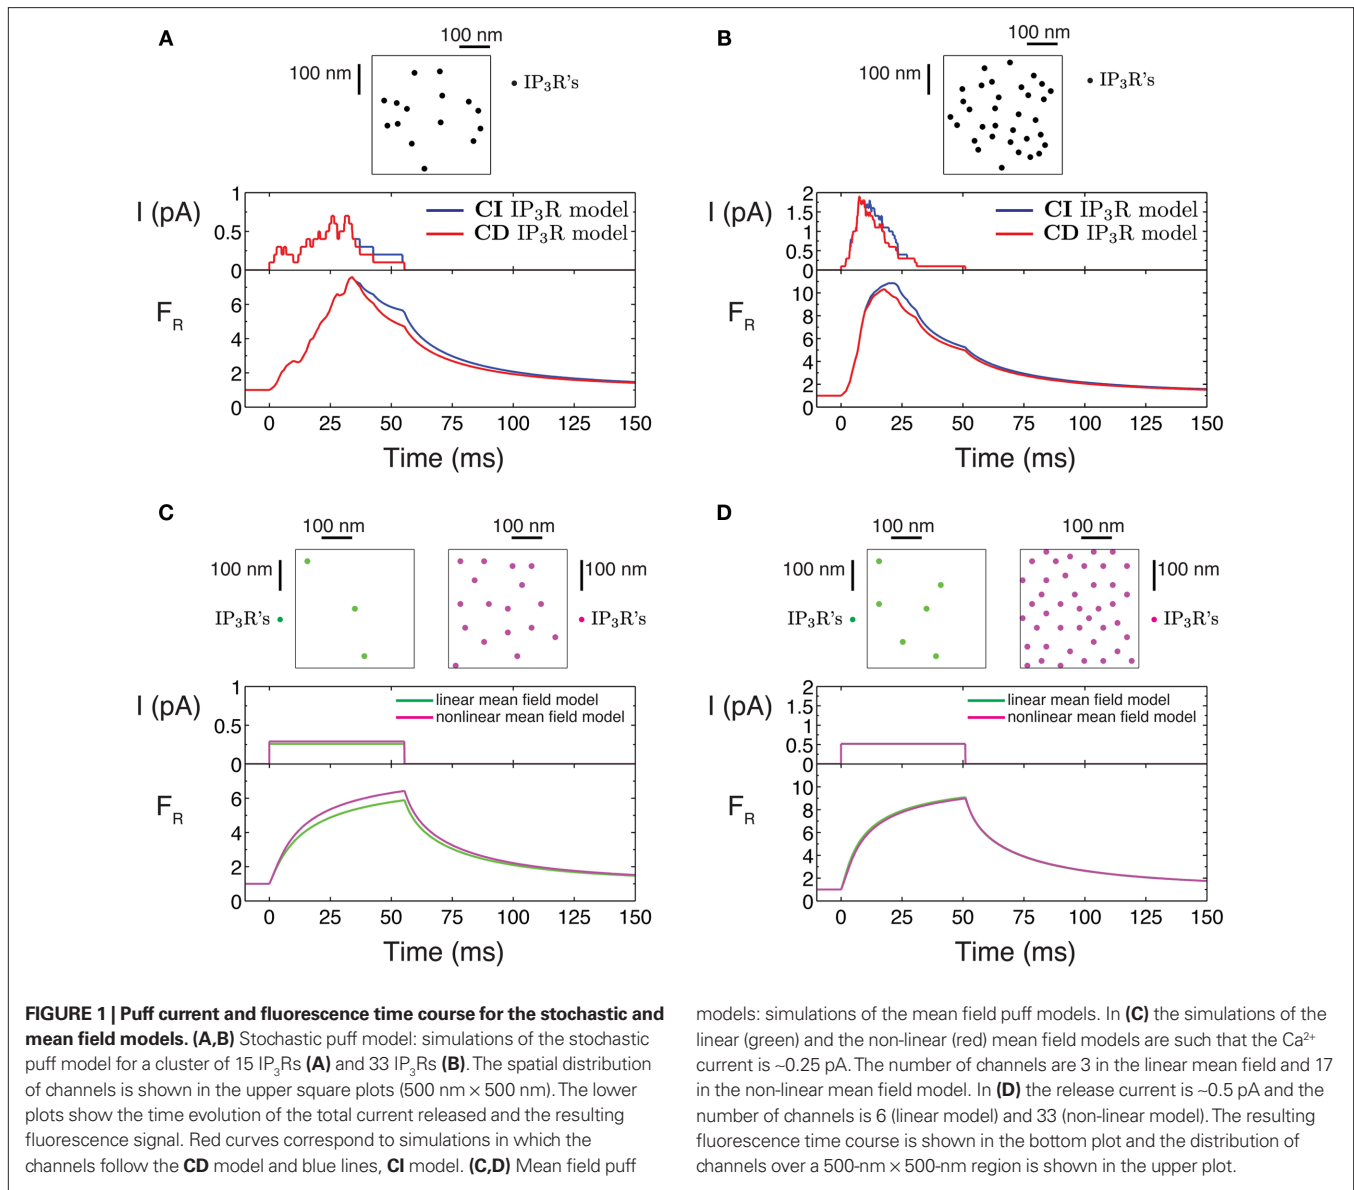 A
100 nm
100 nm
IP3R's
I (pA)
1
0.5
0
CI IP3R model
CD IP3R model
FR
6
4
2
0
0 25 50 75 100 125 150
Time (ms)
B
100 nm
100 nm
IP3R's
I (pA)
2
1.5
1
0.5
0
CI IP3R model
CD IP3R model
FR
10
8
6
4
2
0
0 25 50 75 100 125 150
Time (ms)
C
100 nm 100 nm
100 nm 100 nm
IP3R's IP3R's
I (pA)
1
0.5
0
linear mean field model
nonlinear mean field model
FR
6
4
2
0
0 25 50 75 100 125 150
Time (ms)
D
100 nm 100 nm
100 nm 100 nm
IP3R's IP3R's
I (pA)
2
1.5
1
0.5
0
linear mean field model
nonlinear mean field model
FR
10
8
6
4
2
0
0 25 50 75 100 125 150
Time (ms)
FIGURE 1 | Puff current and fluorescence time course for the stochastic and
mean field models. (A,B) Stochastic puff model: simulations of the stochastic
puff model for a cluster of 15 IP3Rs (A) and 33 IP3Rs (B). The spatial distribution
of channels is shown in the upper square plots (500 nm × 500 nm). The lower
plots show the time evolution of the total current released and the resulting
fluorescence signal. Red curves correspond to simulations in which the
channels follow the CD model and blue lines, CI model. (C,D) Mean field puff
models: simulations of the mean field puff models. In (C) the simulations of the
linear (green) and the non-linear (red) mean field models are such that the Ca2+
current is ~0.25 pA. The number of channels are 3 in the linear mean field and 17
in the non-linear mean field model. In (D) the release current is ~0.5 pA and the
number of channels is 6 (linear model) and 33 (non-linear model). The resulting
fluorescence time course is shown in the bottom plot and the distribution of
channels over a 500-nm × 500-nm region is shown in the upper plot.